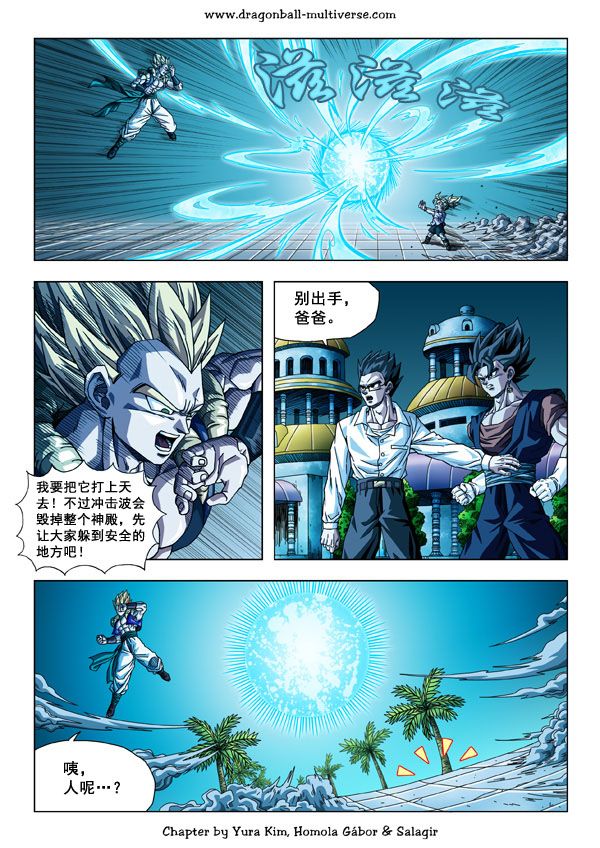 www.dragonball-multiverse.com
滋 滋 滋
我要把它打上天
去！不过冲击波会
毁掉整个神殿，先
让大家躲到安全的
地方吧！
别出手，
爸爸。
咦，
人呢…？
Chapter by Yura Kim, Homola Gábor & Salagir